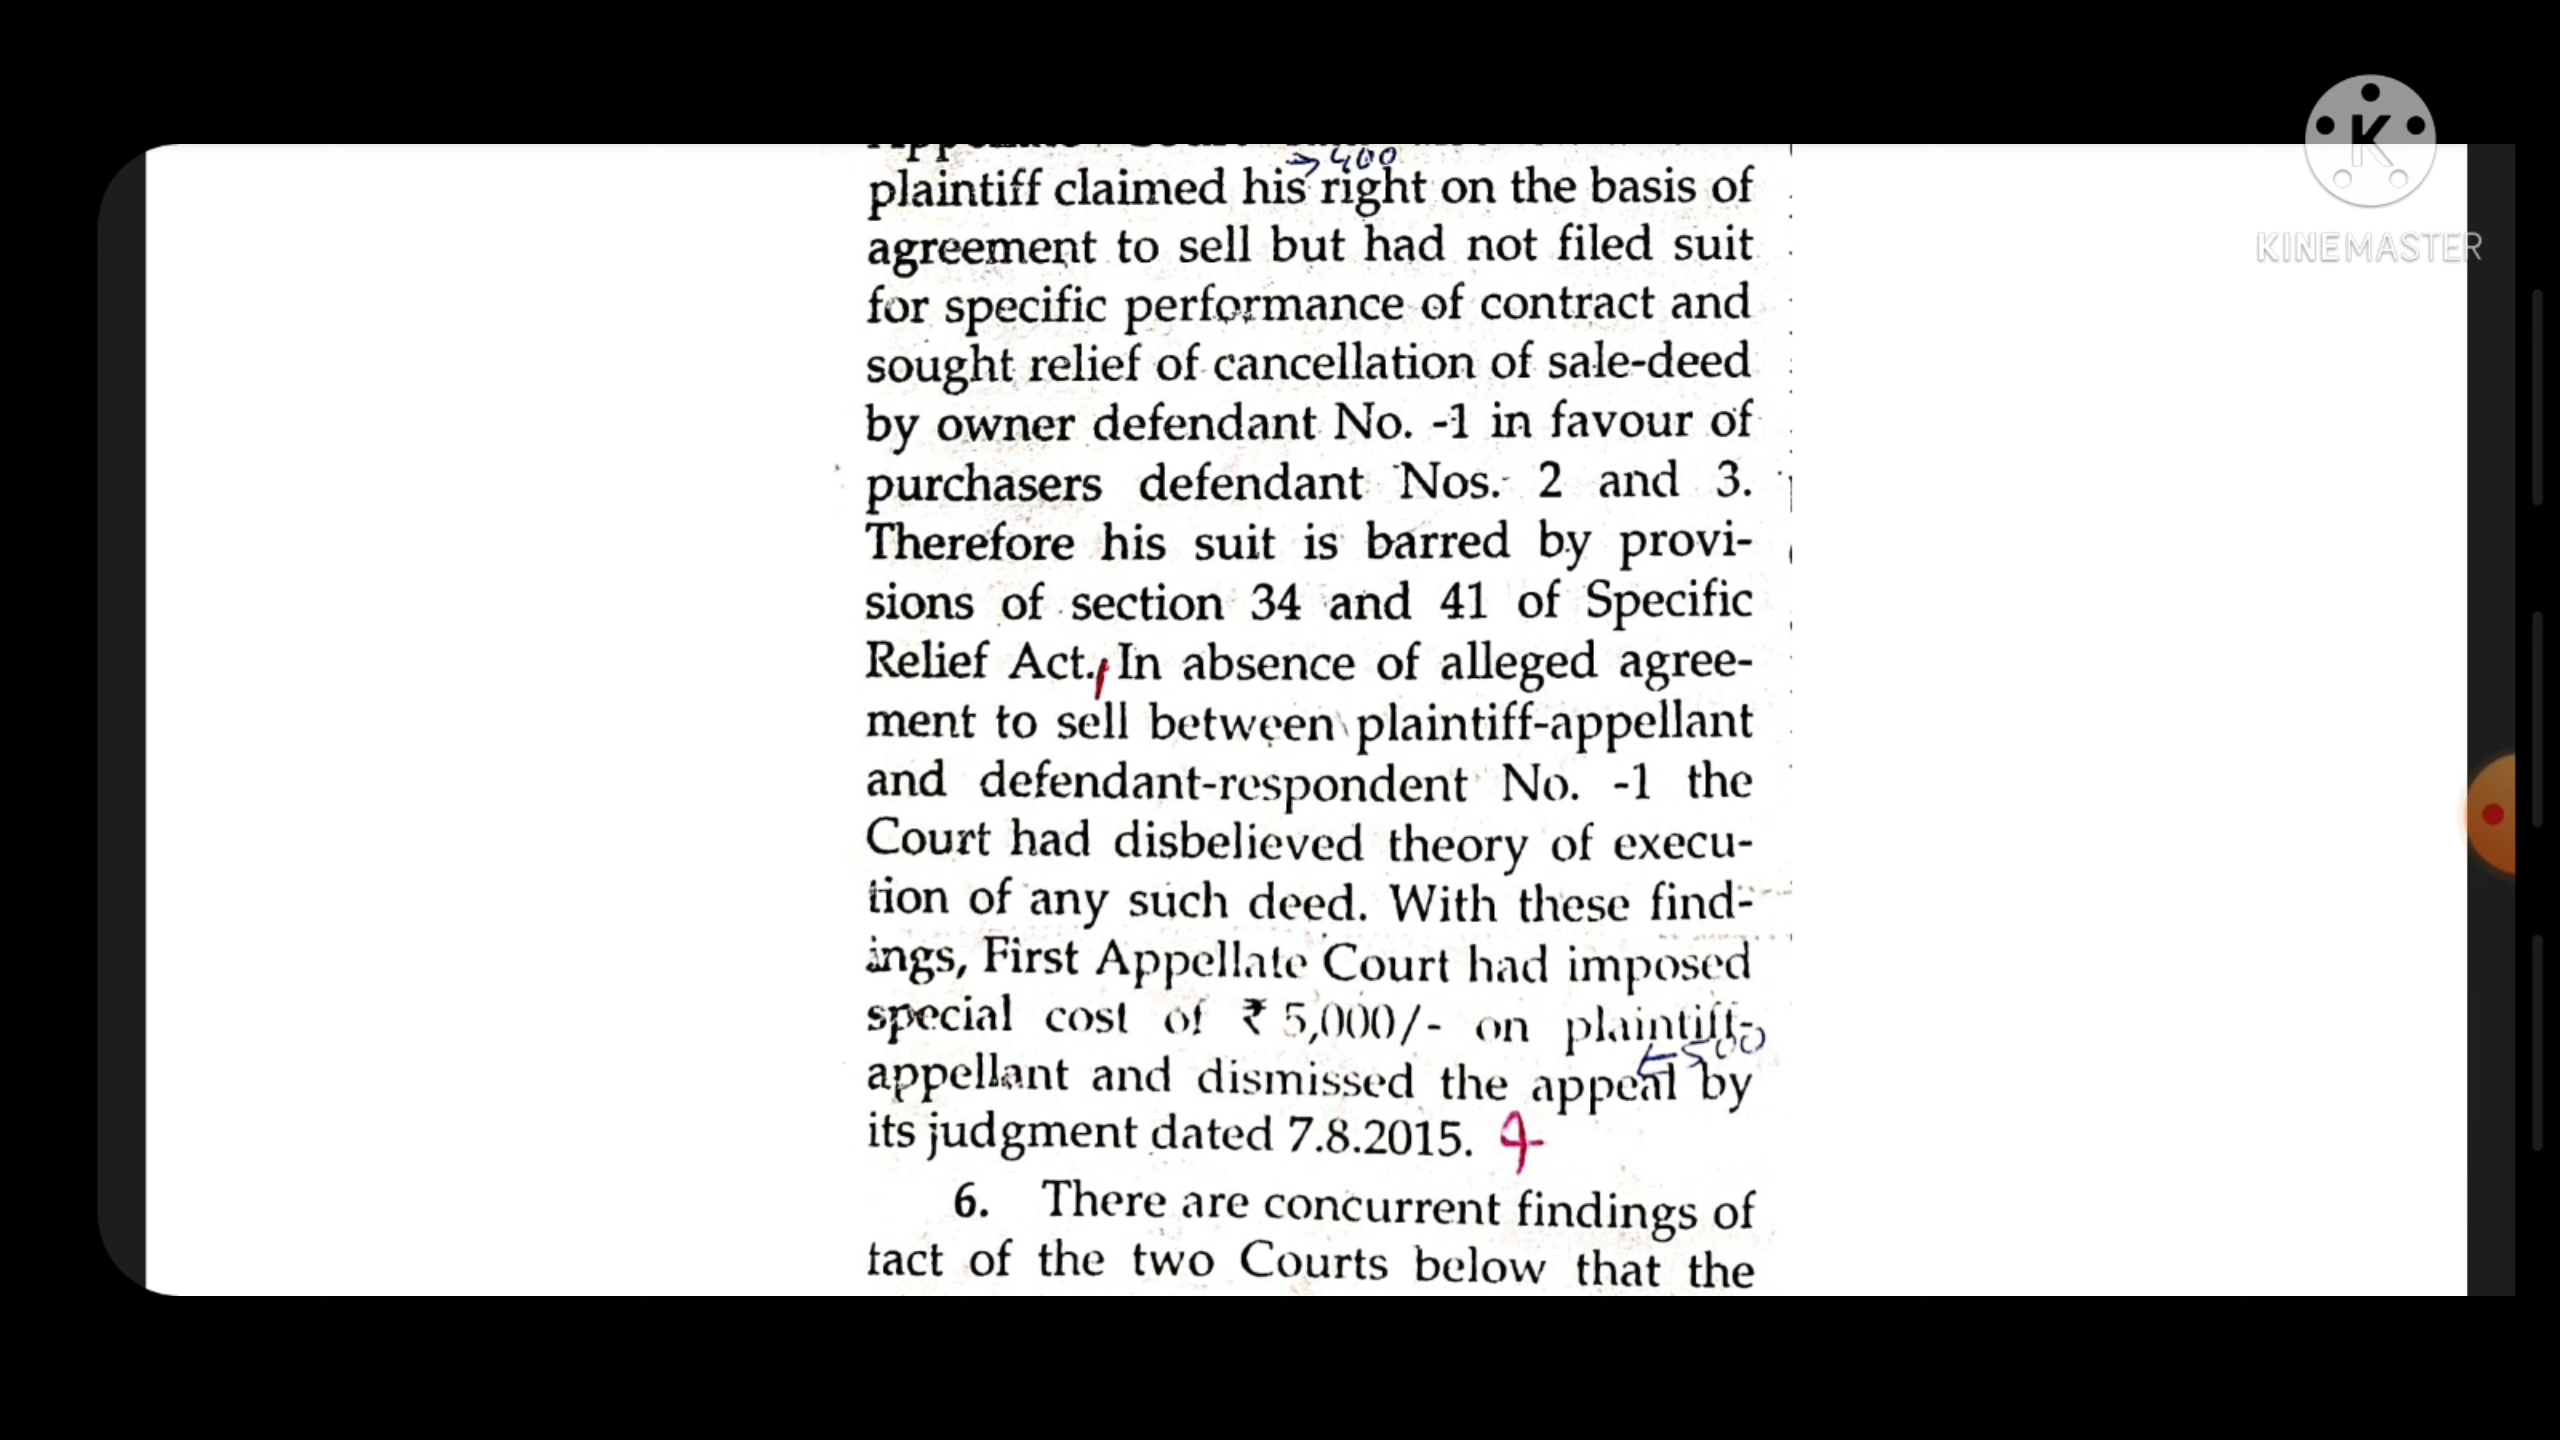 → 400
plaintiff claimed his right on the basis of
agreement to sell but had not filed suit
for specific performance of contract and
sought relief of cancellation of sale-deed
by owner defendant No. -1 in favour of
purchasers defendant Nos. 2 and 3.
Therefore his suit is barred by provi-
sions of section 34 and 41 of Specific
Relief Act. In absence of alleged agree-
ment to sell between plaintiff-appellant
and defendant-respondent No. -1 the
Court had disbelieved theory of execu-
tion of any such deed. With these find-
ings, First Appellate Court had imposed
special cost of ₹ 5,000/- on plaintiff-
←500
appellant and dismissed the appeal by
its judgment dated 7.8.2015.
6. There are concurrent findings of
fact of the two Courts below that the
K
KINEMASTER